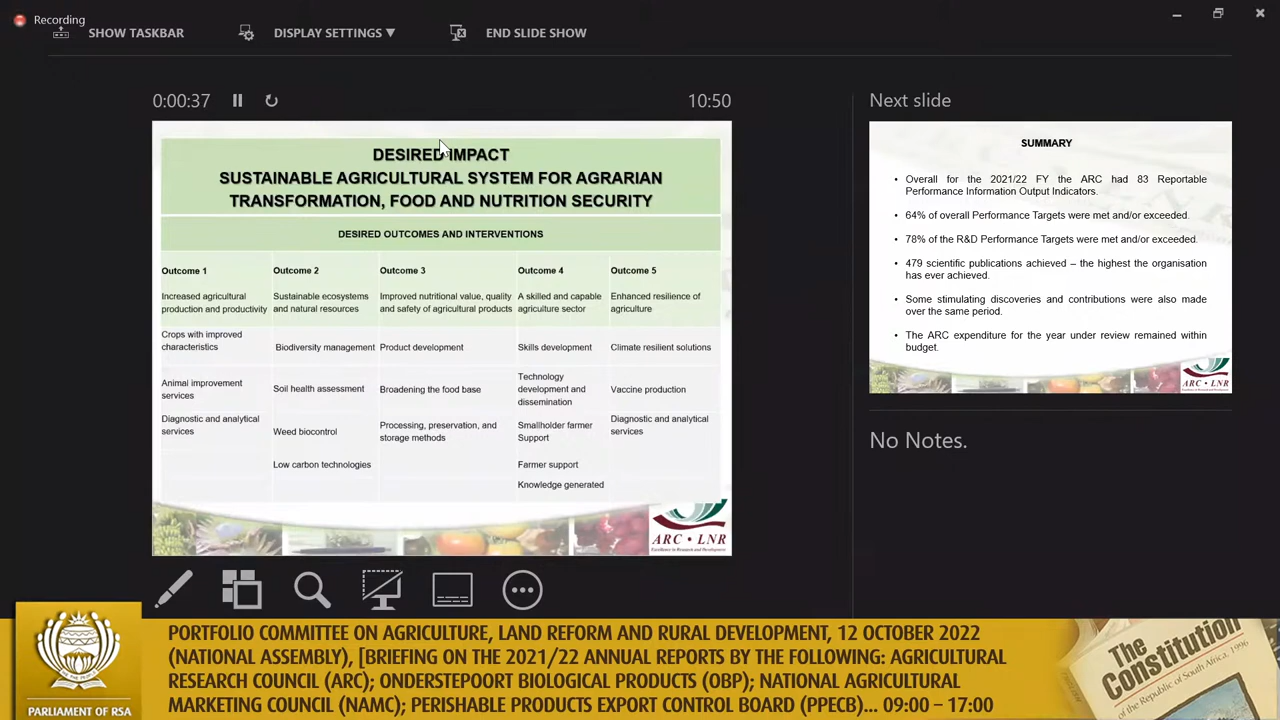 Recording
SHOW TASKBAR
DISPLAY SETTINGS ▼
END SLIDE SHOW
0:00:37
10:50
DESIRED IMPACT
SUSTAINABLE AGRICULTURAL SYSTEM FOR AGRARIAN
TRANSFORMATION, FOOD AND NUTRITION SECURITY
DESIRED OUTCOMES AND INTERVENTIONS
Outcome 1
Outcome 2
Outcome 3
Outcome 4
Outcome 5
Increased agricultural
production and productivity
Sustainable ecosystems
and natural resources
Improved nutritional value, quality
and safety of agricultural products
A skilled and capable
agriculture sector
Enhanced resilience of
agriculture
Crops with improved
characteristics
Biodiversity management
Product development
Skills development
Climate resilient solutions
Animal improvement
services
Soil health assessment
Broadening the food base
Technology
development and
dissemination
Vaccine production
Diagnostic and analytical
services
Weed biocontrol
Processing, preservation, and
storage methods
Smallholder farmer
Support
Diagnostic and analytical
services
Low carbon technologies
Farmer support
Knowledge generated
ARC • LNR
Excellence in Research and Development
Next slide
SUMMARY
• Overall for the 2021/22 FY the ARC had 83 Reportable
Performance Information Output Indicators.
• 64% of overall Performance Targets were met and/or exceeded.
• 78% of the R&D Performance Targets were met and/or exceeded.
• 479 scientific publications achieved – the highest the organisation
has ever achieved.
• Some stimulating discoveries and contributions were also made
over the same period.
• The ARC expenditure for the year under review remained within
budget.
ARC • LNR
No Notes.
PORTFOLIO COMMITTEE ON AGRICULTURE, LAND REFORM AND RURAL DEVELOPMENT, 12 OCTOBER 2022
(NATIONAL ASSEMBLY), [BRIEFING ON THE 2021/22 ANNUAL REPORTS BY THE FOLLOWING: AGRICULTURAL
RESEARCH COUNCIL (ARC); ONDERSTEPOORT BIOLOGICAL PRODUCTS (OBP); NATIONAL AGRICULTURAL
MARKETING COUNCIL (NAMC); PERISHABLE PRODUCTS EXPORT CONTROL BOARD (PPECB)... 09:00 – 17:00
PARLIAMENT OF RSA
The
Constitution
of the Republic of South Africa, 1996